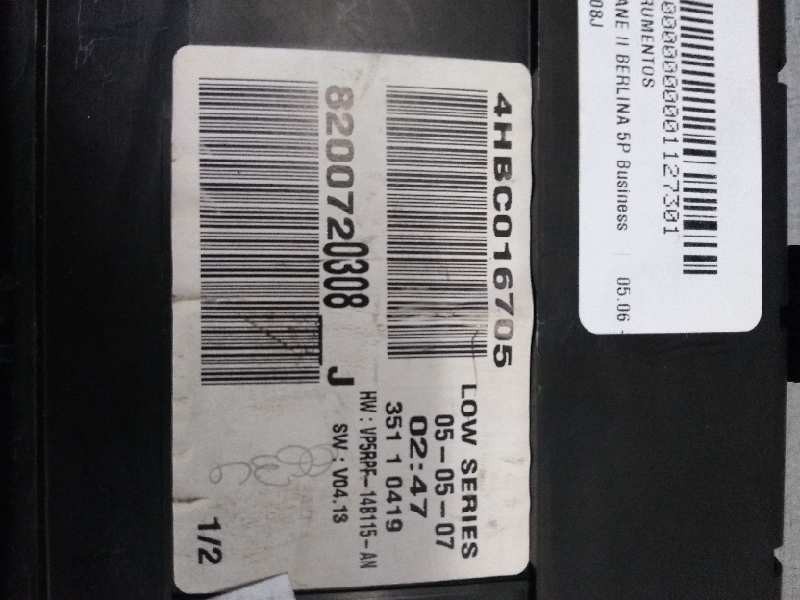 4HBC016705
LOW SERIES
05-05-07
02:47
351 1 0419
HW : VP5RPF-14B115-AN
SW : V04.13
8200720308 J
1/2
0000000000001127301
RUMENTOS
ANE II BERLINA 5P Business
05.06
08J